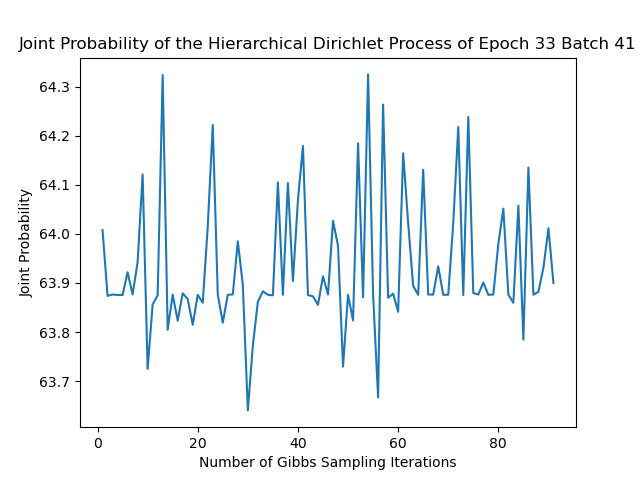 Joint Probability of the Hierarchical Dirichlet Process of Epoch 33 Batch 41
64.3
64.2
64.1
64.0
63.9
63.8
63.7
Joint Probability
0 20 40 60 80
Number of Gibbs Sampling Iterations